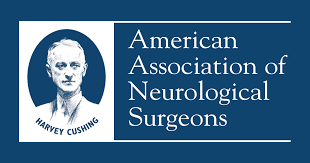 HARVEY CUSHING
American
Association of
Neurological
Surgeons